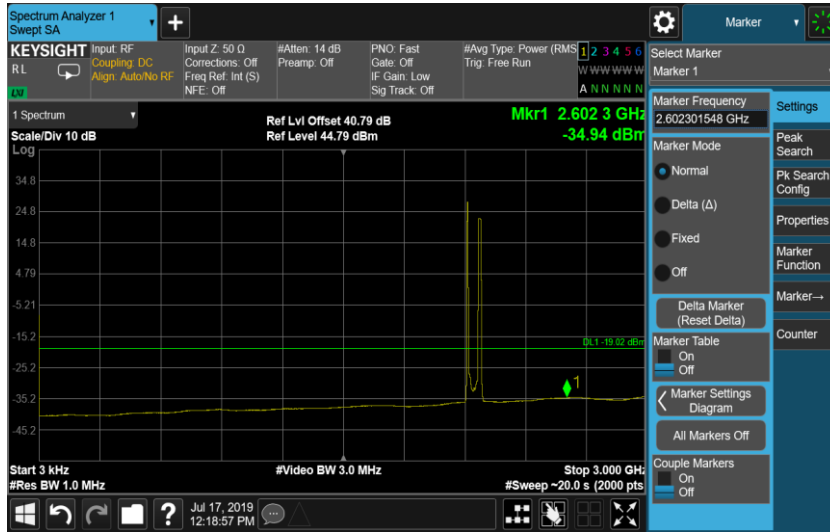 Spectrum Analyzer 1
Swept SA
+
Marker
KEYSIGHT
RL
LXI
Input: RF
Coupling: DC
Align: Auto/No RF
Input Z: 50 Ω
Corrections: Off
Freq Ref: Int (S)
NFE: Off
#Atten: 14 dB
Preamp: Off
PNO: Fast
Gate: Off
IF Gain: Low
Sig Track: Off
#Avg Type: Power (RMS
Trig: Free Run
1 2 3 4 5 6
W W W W W W
A N N N N N
Select Marker
Marker 1
1 Spectrum
Scale/Div 10 dB
Log
Ref Lvl Offset 40.79 dB
Ref Level 44.79 dBm
Mkr1 2.602 3 GHz
-34.94 dBm
34.8
24.8
14.8
4.79
-5.21
-15.2
-25.2
-35.2
-45.2
DL1 -19.02 dBm
1
Start 3 kHz
#Res BW 1.0 MHz
#Video BW 3.0 MHz
Stop 3.000 GHz
#Sweep ~20.0 s (2000 pts
Marker Frequency
2.602301548 GHz
Marker Mode
Normal
Delta (Δ)
Fixed
Off
Delta Marker
(Reset Delta)
Marker Table
On
Off
Marker Settings
Diagram
All Markers Off
Couple Markers
On
Off
Settings
Peak
Search
Pk Search
Config
Properties
Marker
Function
Marker→
Counter
?
Jul 17, 2019
12:18:57 PM